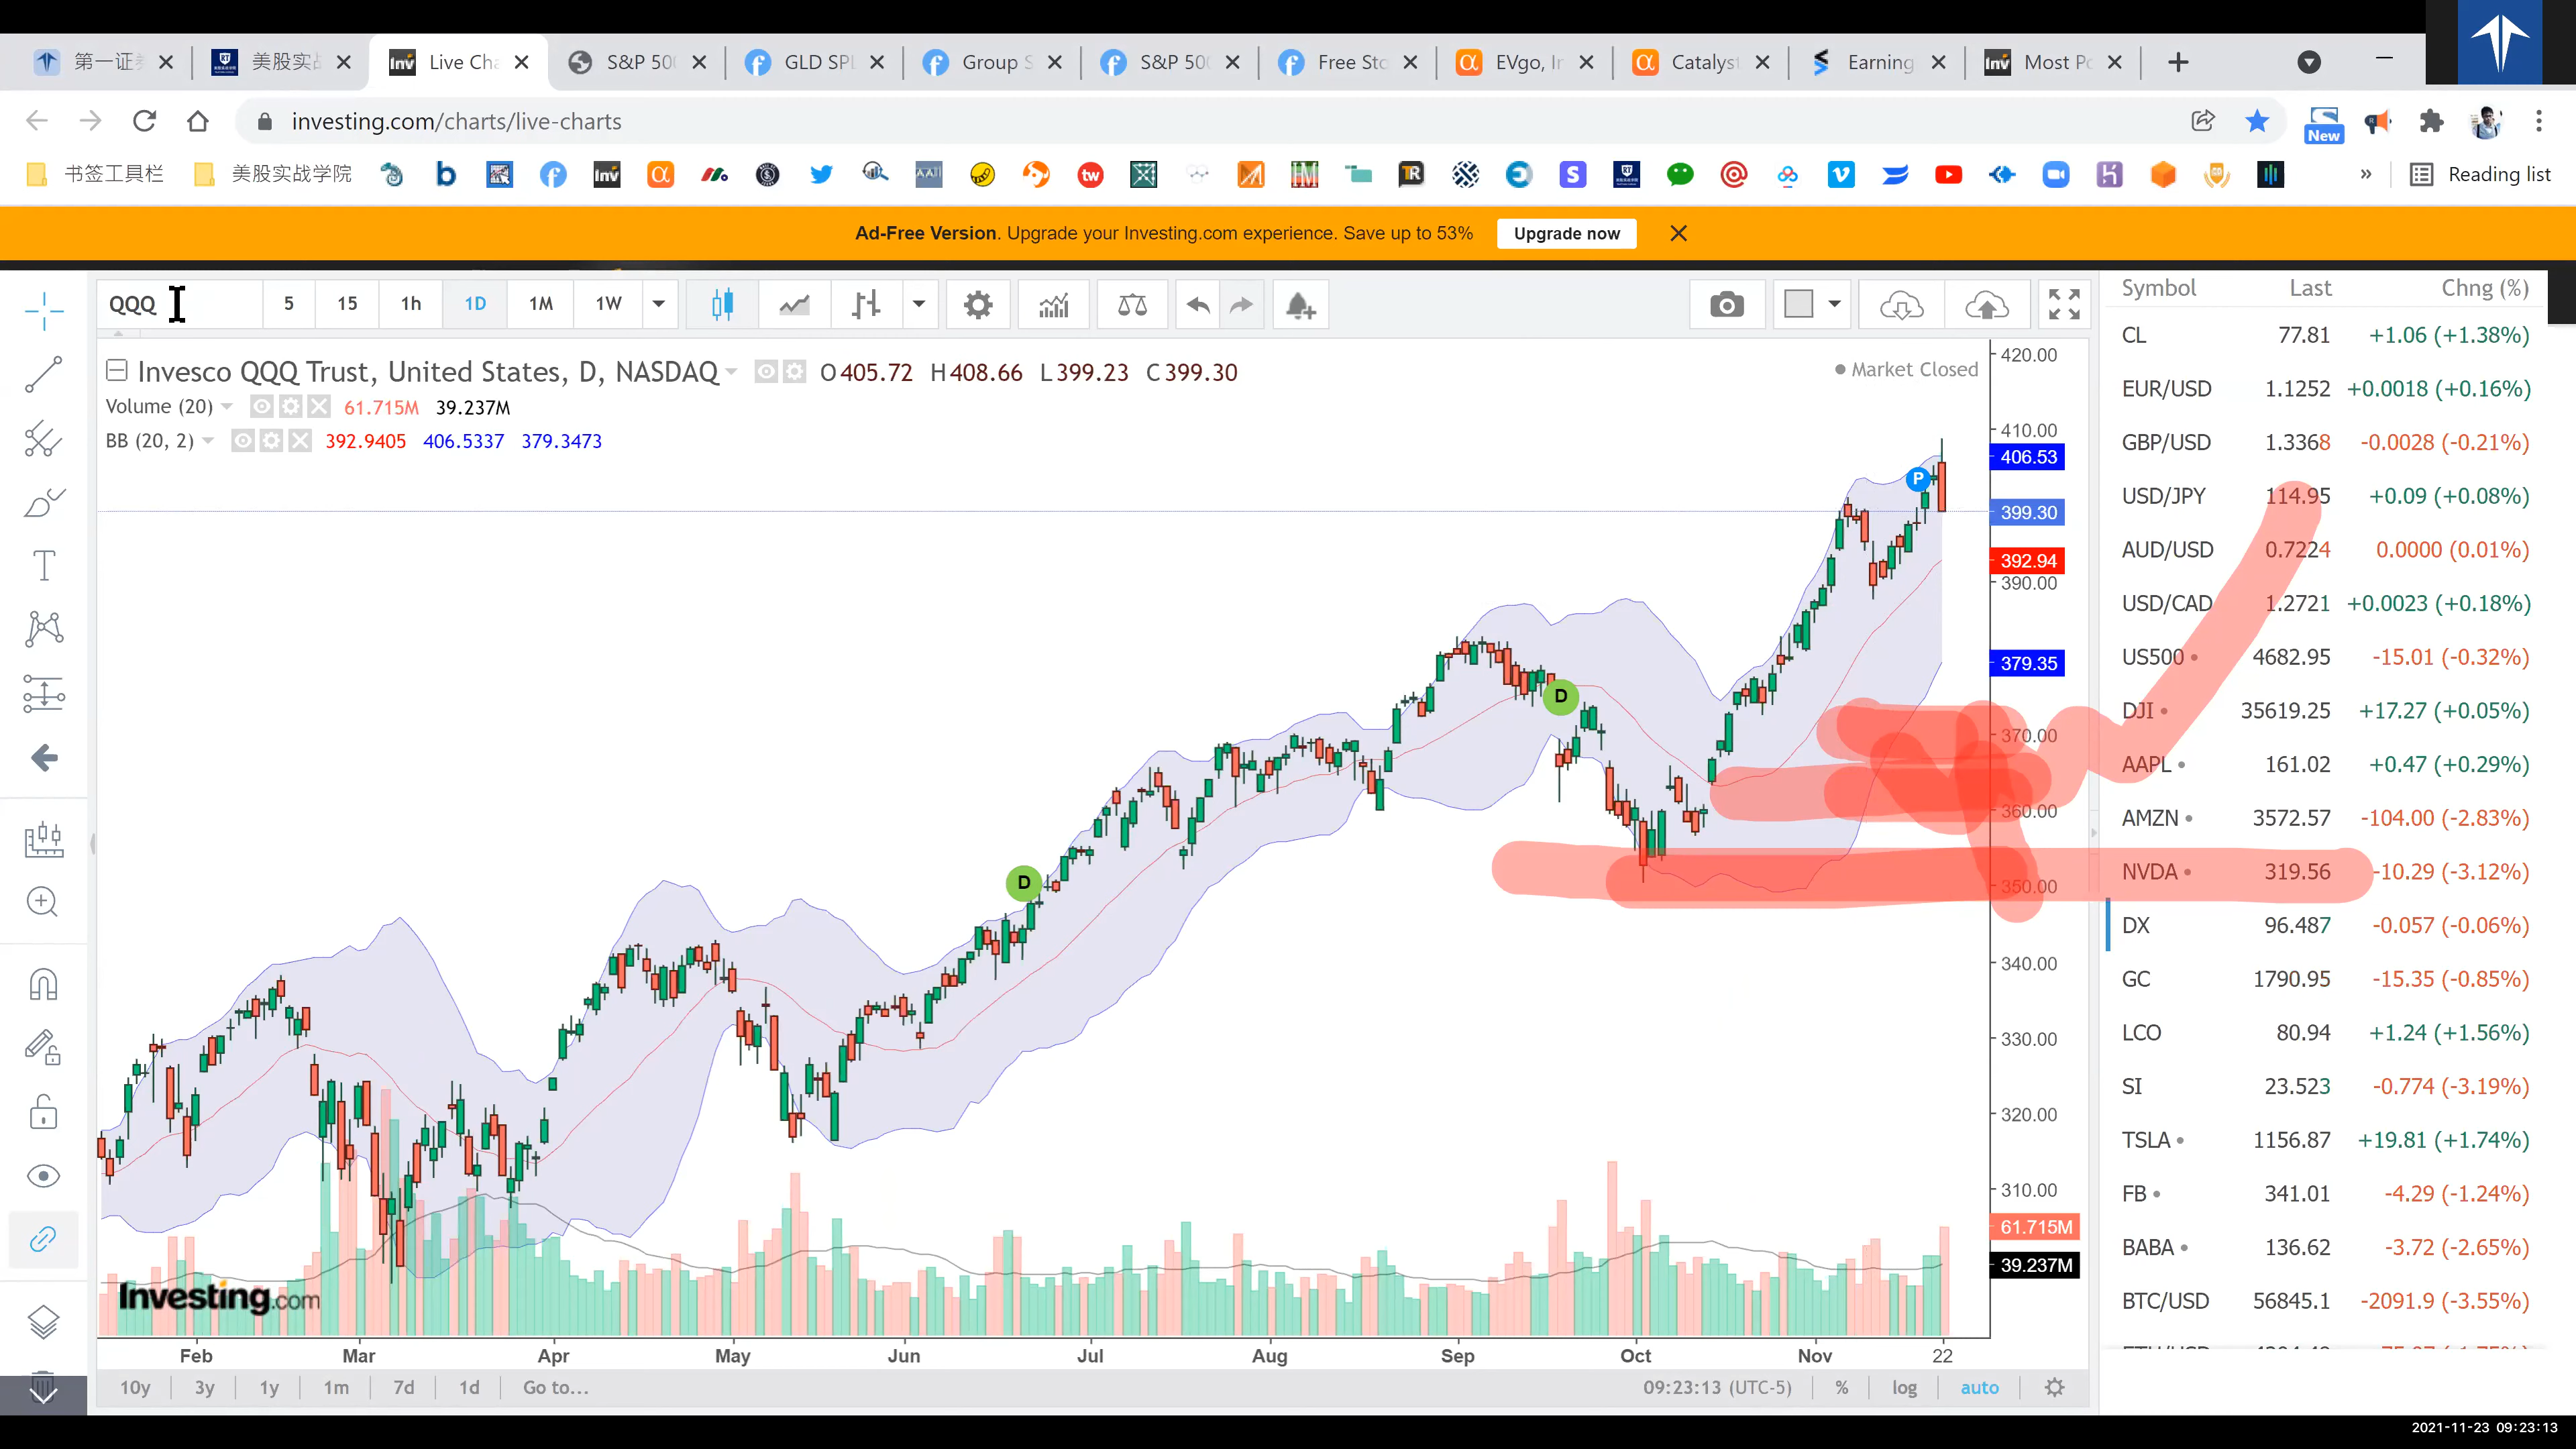 第一证 美股实战 Live Cha S&P 500 GLD SPD Group S S&P 500 Free Sto EVgo, In Catalyst Earning Most Po
investing.com/charts/live-charts New
书签工具栏 美股实战学院 Reading list
Ad-Free Version. Upgrade your Investing.com experience. Save up to 53% Upgrade now
QQQ 5 15 1h 1D 1M 1W
Invesco QQQ Trust, United States, D, NASDAQ O405.72 H408.66 L399.23 C399.30
Market Closed
Volume (20) 61.715M 39.237M
BB (20, 2) 392.9405 406.5337 379.3473
420.00
410.00
406.53
399.30
392.94
390.00
379.35
370.00
360.00
350.00
340.00
330.00
320.00
310.00
61.715M
39.237M
P
D
D
Investing.com
Feb Mar Apr May Jun Jul Aug Sep Oct Nov 22
10y 3y 1y 1m 7d 1d Go to... 09:23:13 (UTC-5) % log auto
Symbol Last Chng (%)
CL 77.81 +1.06 (+1.38%)
EUR/USD 1.1252 +0.0018 (+0.16%)
GBP/USD 1.3368 -0.0028 (-0.21%)
USD/JPY 114.95 +0.09 (+0.08%)
AUD/USD 0.7224 0.0000 (0.01%)
USD/CAD 1.2721 +0.0023 (+0.18%)
US500 4682.95 -15.01 (-0.32%)
DJI 35619.25 +17.27 (+0.05%)
AAPL 161.02 +0.47 (+0.29%)
AMZN 3572.57 -104.00 (-2.83%)
NVDA 319.56 -10.29 (-3.12%)
DX 96.487 -0.057 (-0.06%)
GC 1790.95 -15.35 (-0.85%)
LCO 80.94 +1.24 (+1.56%)
SI 23.523 -0.774 (-3.19%)
TSLA 1156.87 +19.81 (+1.74%)
FB 341.01 -4.29 (-1.24%)
BABA 136.62 -3.72 (-2.65%)
BTC/USD 56845.1 -2091.9 (-3.55%)
2021-11-23 09:23:13